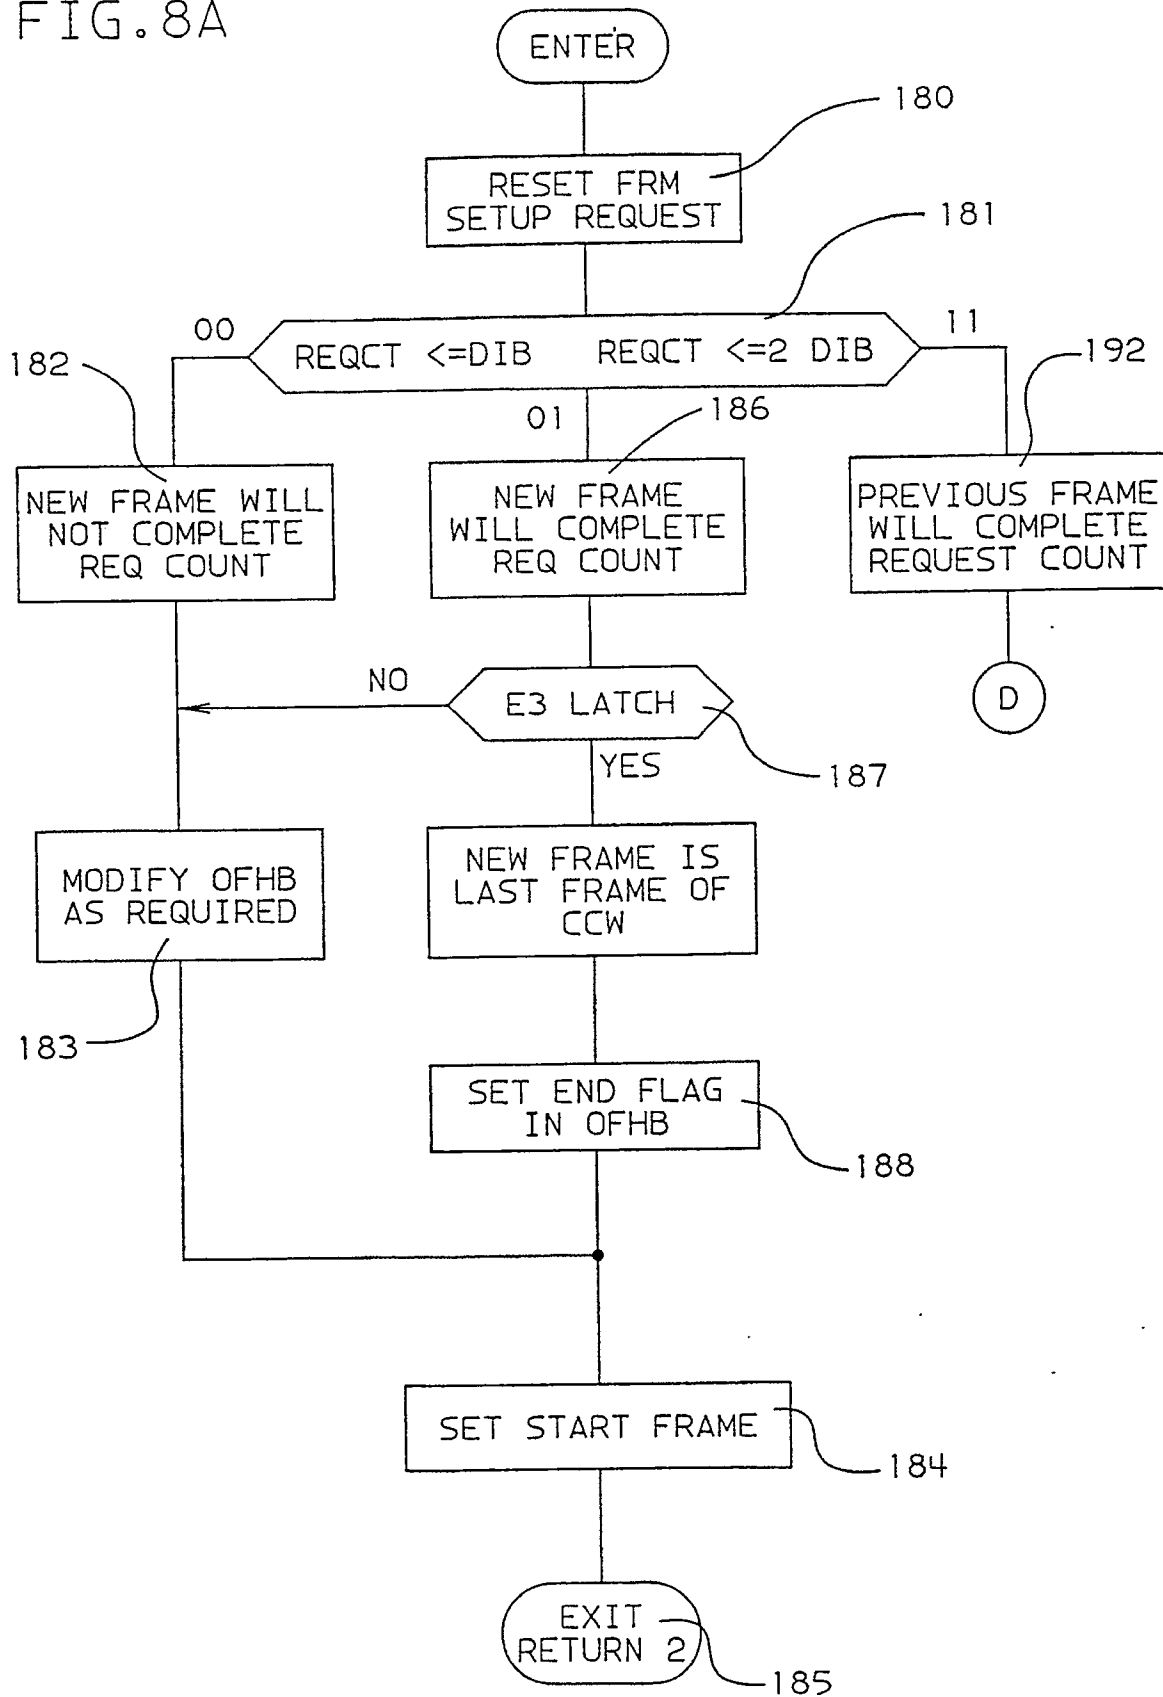 FIG.8A
ENTER
180
RESET FRM
SETUP REQUEST
181
00
REQCT <=DIB REQCT <=2 DIB
11
182
01
186
192
NEW FRAME WILL
NOT COMPLETE
REQ COUNT
NEW FRAME
WILL COMPLETE
REQ COUNT
PREVIOUS FRAME
WILL COMPLETE
REQUEST COUNT
NO
E3 LATCH
D
YES
187
MODIFY OFHB
AS REQUIRED
NEW FRAME IS
LAST FRAME OF
CCW
183
SET END FLAG
IN OFHB
188
SET START FRAME
184
EXIT
RETURN 2
185